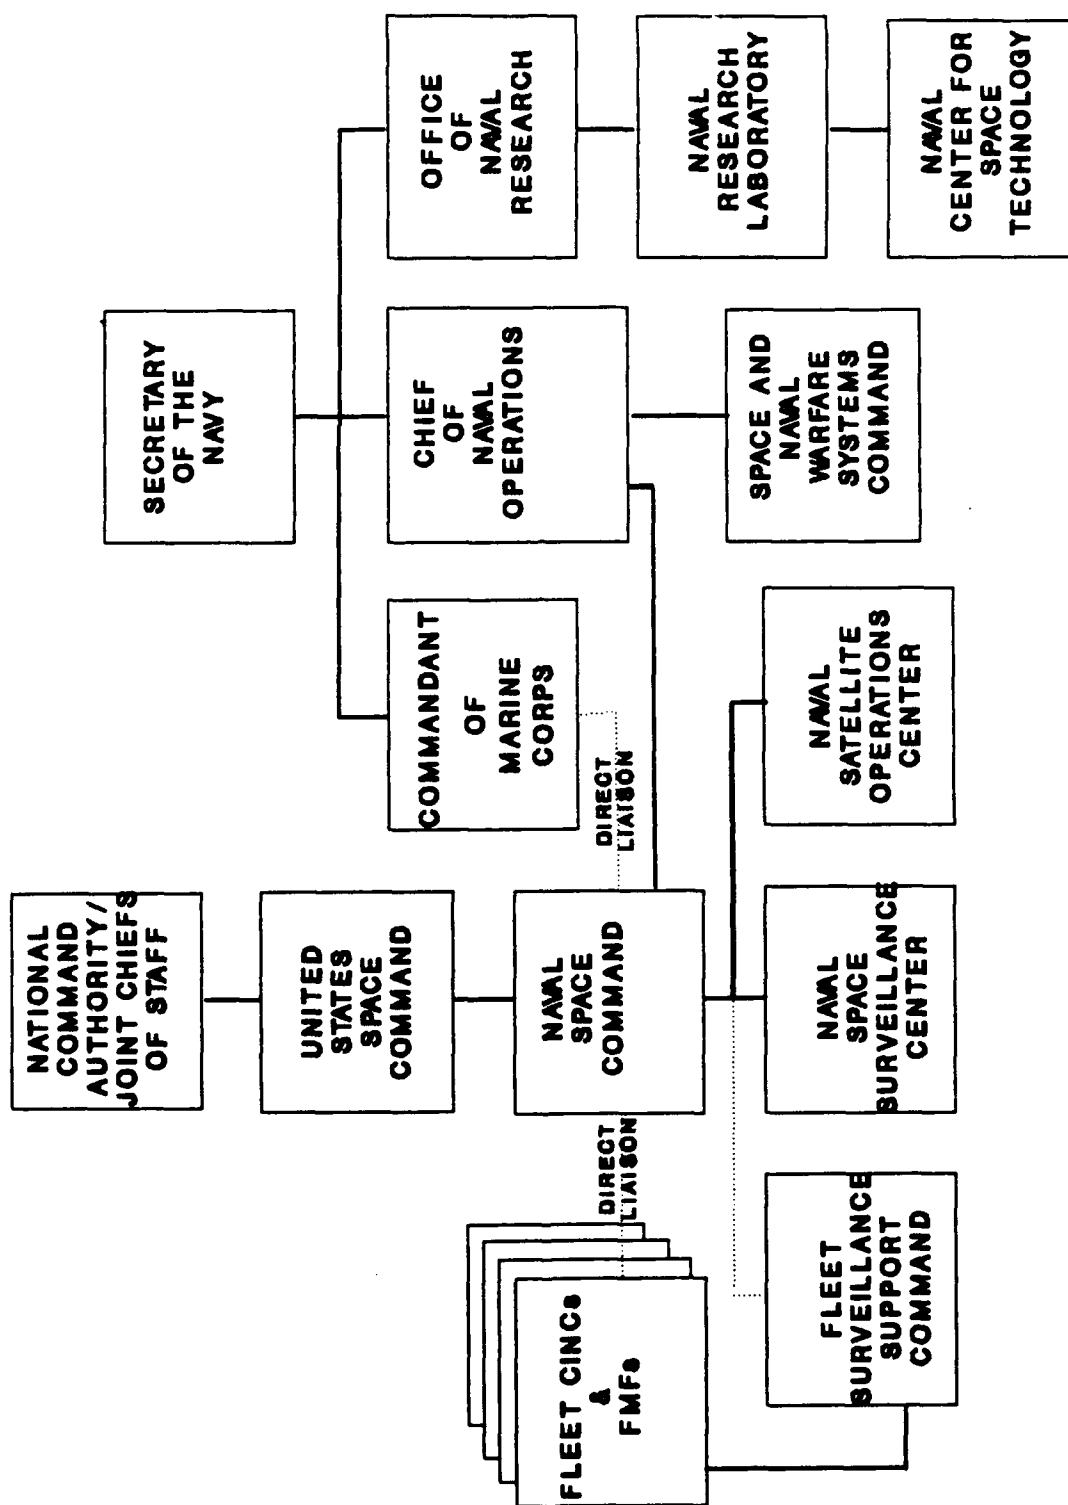 NATIONAL
COMMAND
AUTHORITY/
JOINT CHIEFS
OF STAFF
SECRETARY
OF THE
NAVY
UNITED
STATES
SPACE
COMMAND
COMMANDANT
OF
MARINE
CORPS
CHIEF
OF
NAVAL
OPERATIONS
OFFICE
OF
NAVAL
RESEARCH
FLEET CINCs
&
FMFs
DIRECT
LIAISON
NAVAL
SPACE
COMMAND
DIRECT
LIAISON
NAVAL
RESEARCH
LABORATORY
FLEET
SURVEILLANCE
SUPPORT
COMMAND
NAVAL
SPACE
SURVEILLANCE
CENTER
NAVAL
SATELLITE
OPERATIONS
CENTER
SPACE AND
NAVAL
WARFARE
SYSTEMS
COMMAND
NAVAL
CENTER FOR
SPACE
TECHNOLOGY